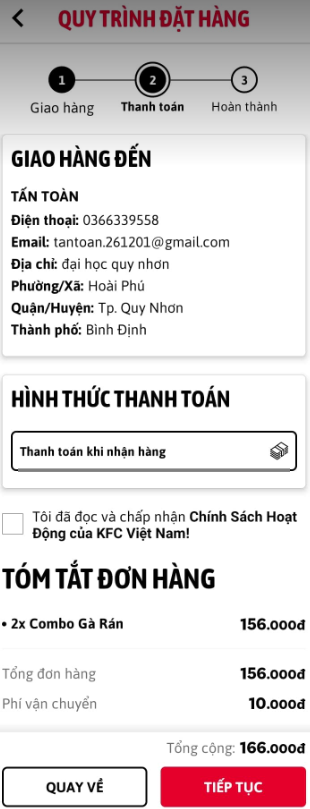 QUY TRÌNH ĐẶT HÀNG
1 2 3
Giao hàng Thanh toán Hoàn thành
GIAO HÀNG ĐẾN
TẤN TOÀN
Điện thoại: 0366339558
Email: tantoan.261201@gmail.com
Địa chỉ: đại học quy nhơn
Phường/Xã: Hoài Phú
Quận/Huyện: Tp. Quy Nhơn
Thành phố: Bình Định
HÌNH THỨC THANH TOÁN
Thanh toán khi nhận hàng
Tôi đã đọc và chấp nhận Chính Sách Hoạt
Động của KFC Việt Nam!
TÓM TẮT ĐƠN HÀNG
• 2x Combo Gà Rán 156.000đ
Tổng đơn hàng 156.000đ
Phí vận chuyển 10.000đ
Tổng cộng: 166.000đ
QUAY VỀ TIẾP TỤC